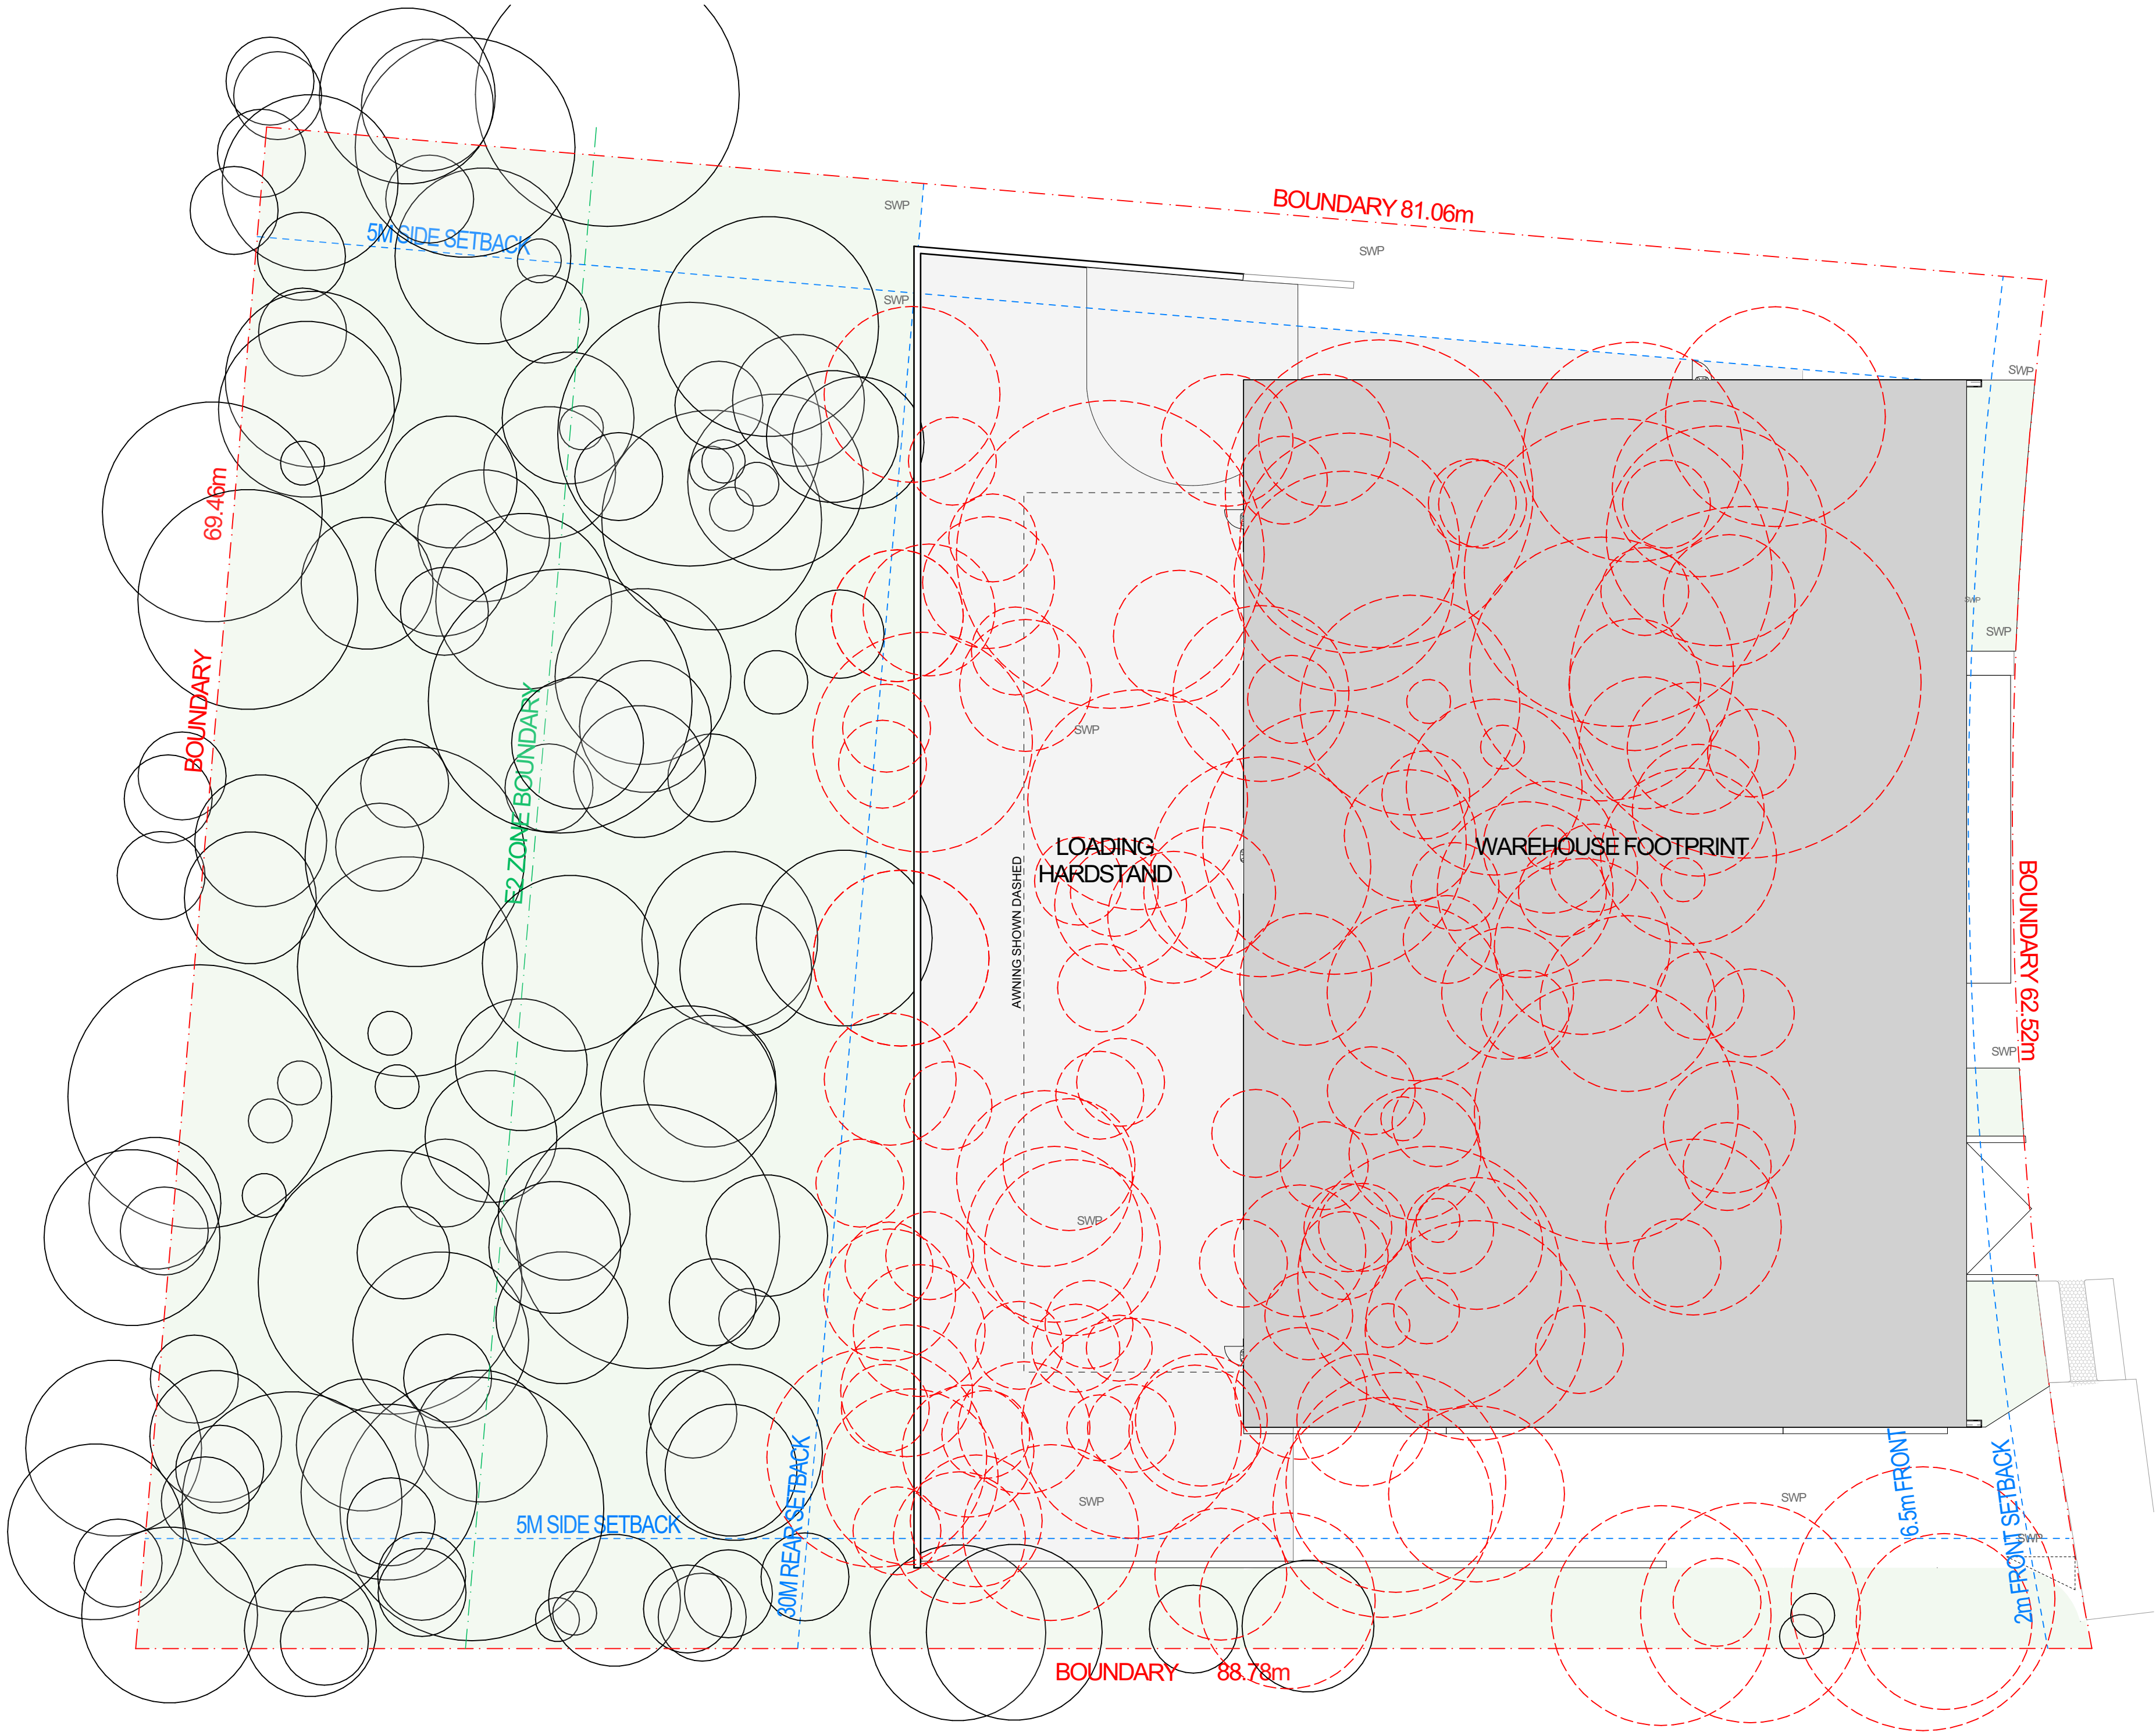 SWP
BOUNDARY 81.06m
5M SIDE SETBACK
SWP
SWP
SWP
69.46m
BOUNDARY
SWP
SWP
E2 ZONE BOUNDARY
SWP
LOADING
HARDSTAND
AWNING SHOWN DASHED
WAREHOUSE FOOTPRINT
BOUNDARY 62.52m
SWP
SWP
SWP
SWP
5M SIDE SETBACK
30M REAR SETBACK
6.5m FRONT
2m FRONT SETBACK
SWP
BOUNDARY 88.78m